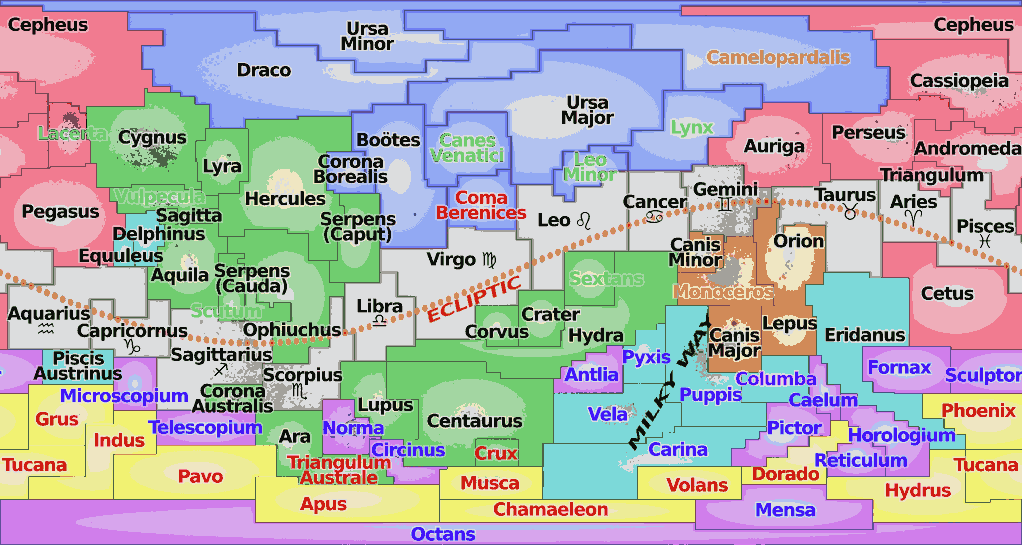 Cepheus
Ursa
Minor
Cepheus
Draco
Camelopardalis
Cassiopeia
Ursa
Major
Lacerta
Cygnus
Boötes
Canes
Venatici
Lynx
Auriga
Perseus
Andromeda
Lyra
Corona
Borealis
Leo
Minor
Triangulum
Vulpecula
Hercules
Coma
Berenices
Cancer
♋
Gemini
Taurus
♉
Aries
♈
Pegasus
Sagitta
Serpens
(Caput)
Leo ♌
Pisces
♓
Delphinus
Equuleus
Orion
Canis
Minor
Virgo ♍
Aquila
Serpens
(Cauda)
Sextans
Monoceros
Cetus
ECLIPTIC
Aquarius
♒
Scutum
Libra
♎
Crater
Capricornus
♑
Ophiuchus
Corvus
Hydra
Canis
Major
Lepus
Eridanus
Sagittarius
♐
Pyxis
MILKY WAY
Piscis
Austrinus
Scorpius
♏
Antlia
Columba
Fornax
Sculptor
Microscopium
Corona
Australis
Lupus
Puppis
Caelum
Grus
Telescopium
Norma
Centaurus
Vela
Pictor
Horologium
Phoenix
Indus
Ara
Circinus
Crux
Carina
Reticulum
Tucana
Pavo
Triangulum
Australe
Musca
Volans
Dorado
Hydrus
Tucana
Apus
Chamaeleon
Mensa
Octans